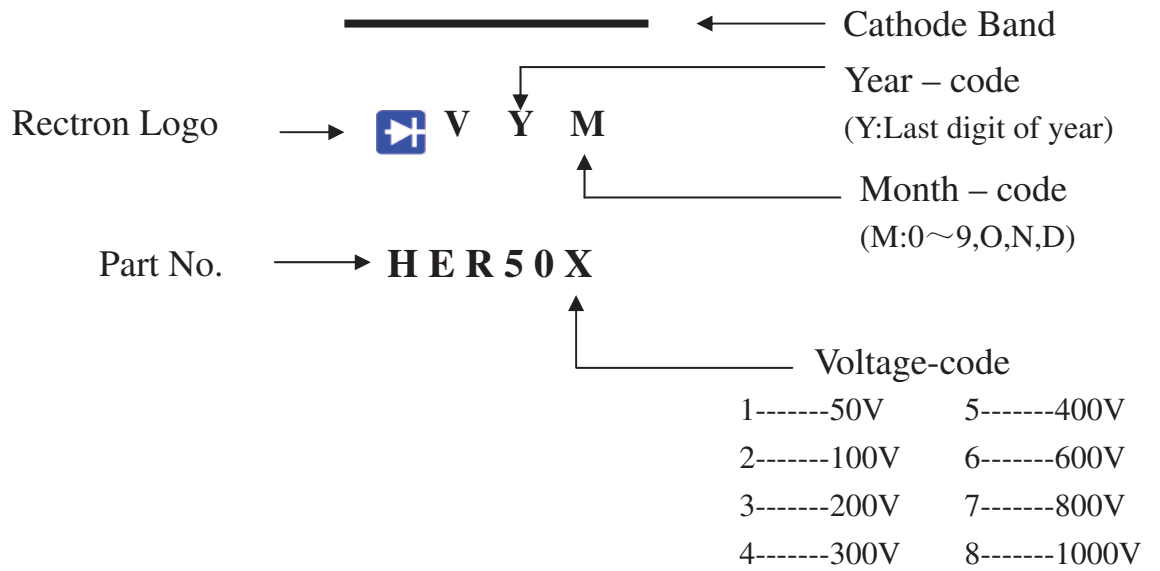 Cathode Band
Year – code
(Y:Last digit of year)
Rectron Logo
V Y M
Month – code
(M:0～9,O,N,D)
Part No.
H E R 5 0 X
Voltage-code
1-------50V 5-------400V
2-------100V 6-------600V
3-------200V 7-------800V
4-------300V 8-------1000V